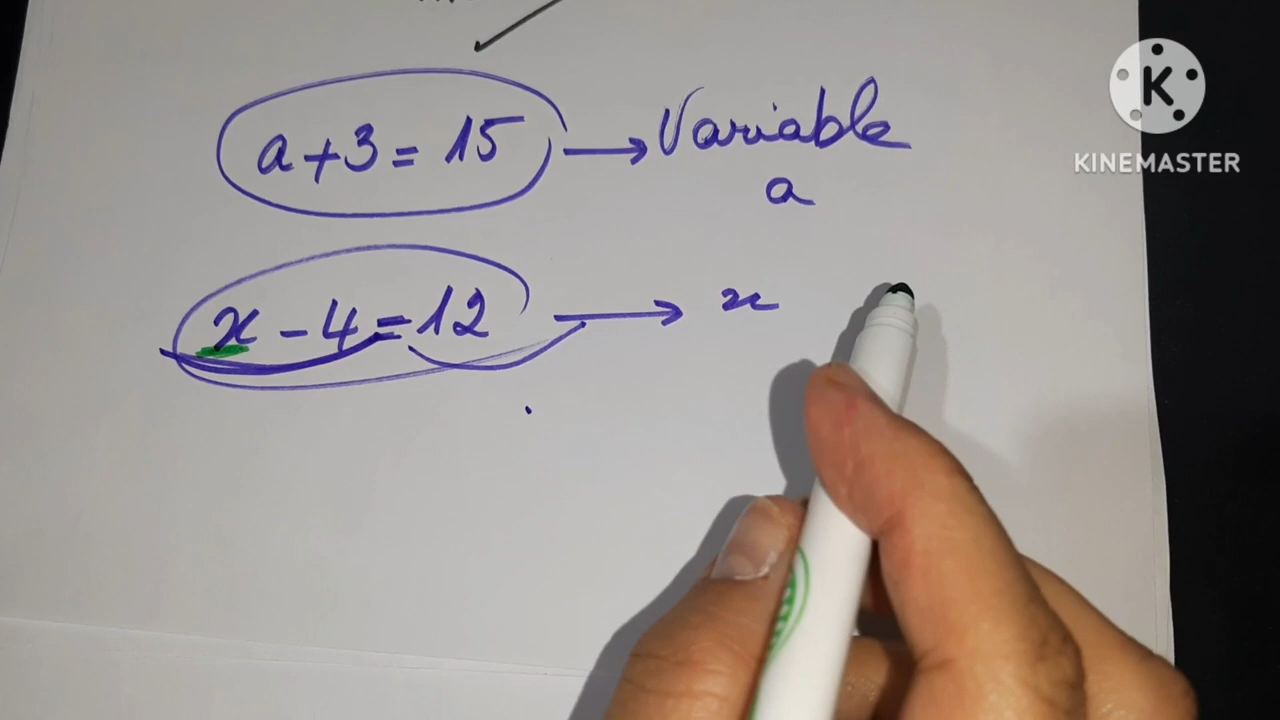 a + 3 = 15 → Variable
a
x - 4 = 12 → x
K
KINEMASTER